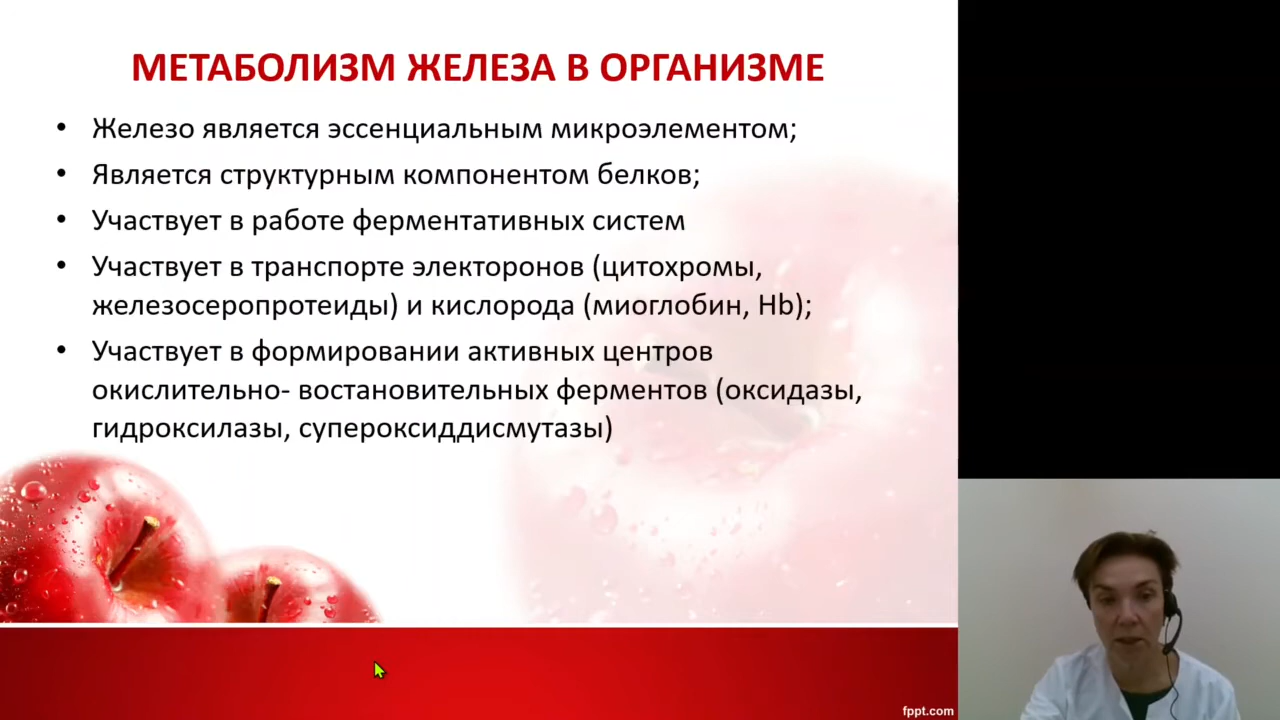 МЕТАБОЛИЗМ ЖЕЛЕЗА В ОРГАНИЗМЕ
• Железо является эссенциальным микроэлементом;
• Является структурным компонентом белков;
• Участвует в работе ферментативных систем
• Участвует в транспорте электоронов (цитохромы,
железосеропротеиды) и кислорода (миоглобин, Hb);
• Участвует в формировании активных центров
окислительно- востановительных ферментов (оксидазы,
гидроксилазы, супероксиддисмутазы)
fppt.com